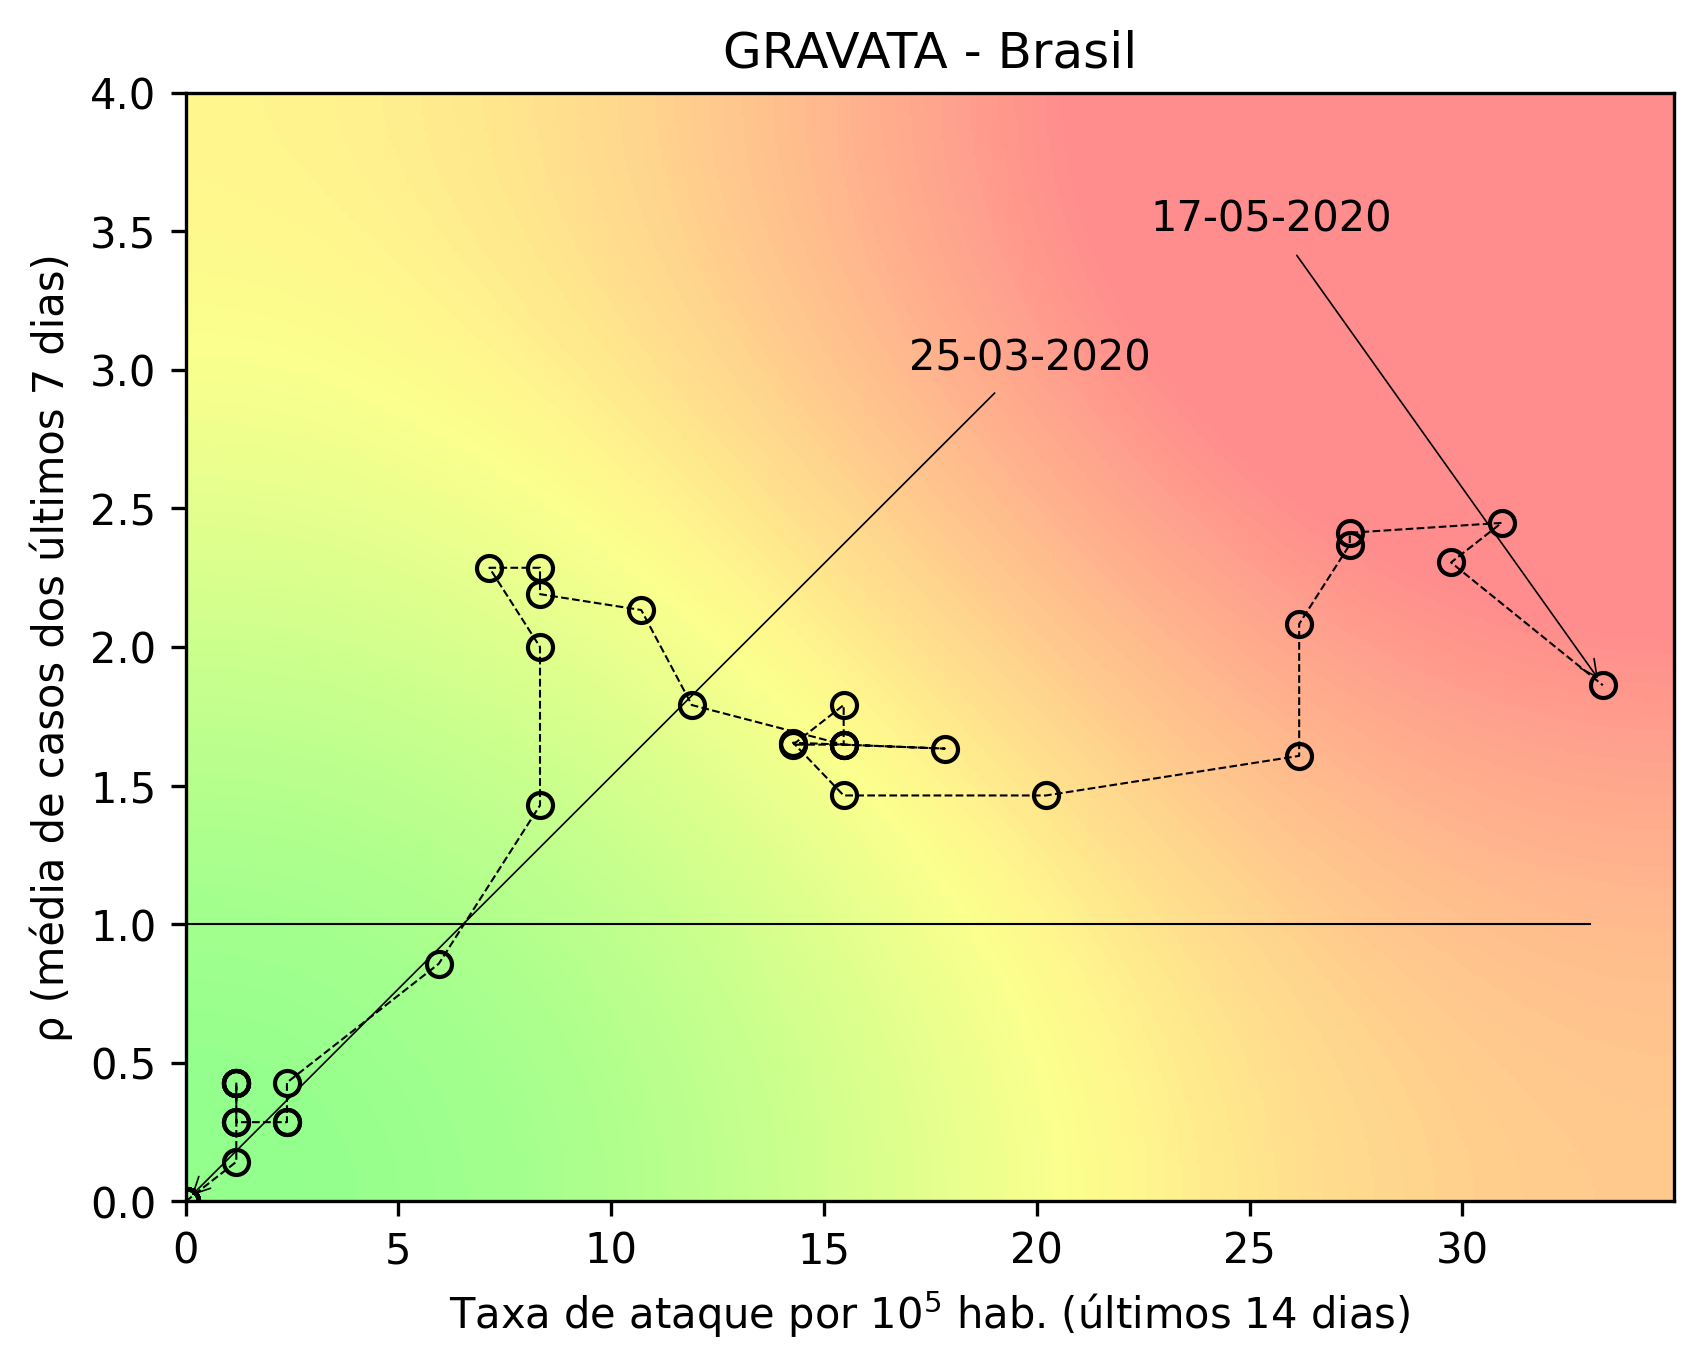 GRAVATA - Brasil
4.0
3.5
3.0
2.5
2.0
1.5
1.0
0.5
0.0
ρ (média de casos dos últimos 7 dias)
17-05-2020
25-03-2020
0 5 10 15 20 25 30
Taxa de ataque por 10⁵ hab. (últimos 14 dias)